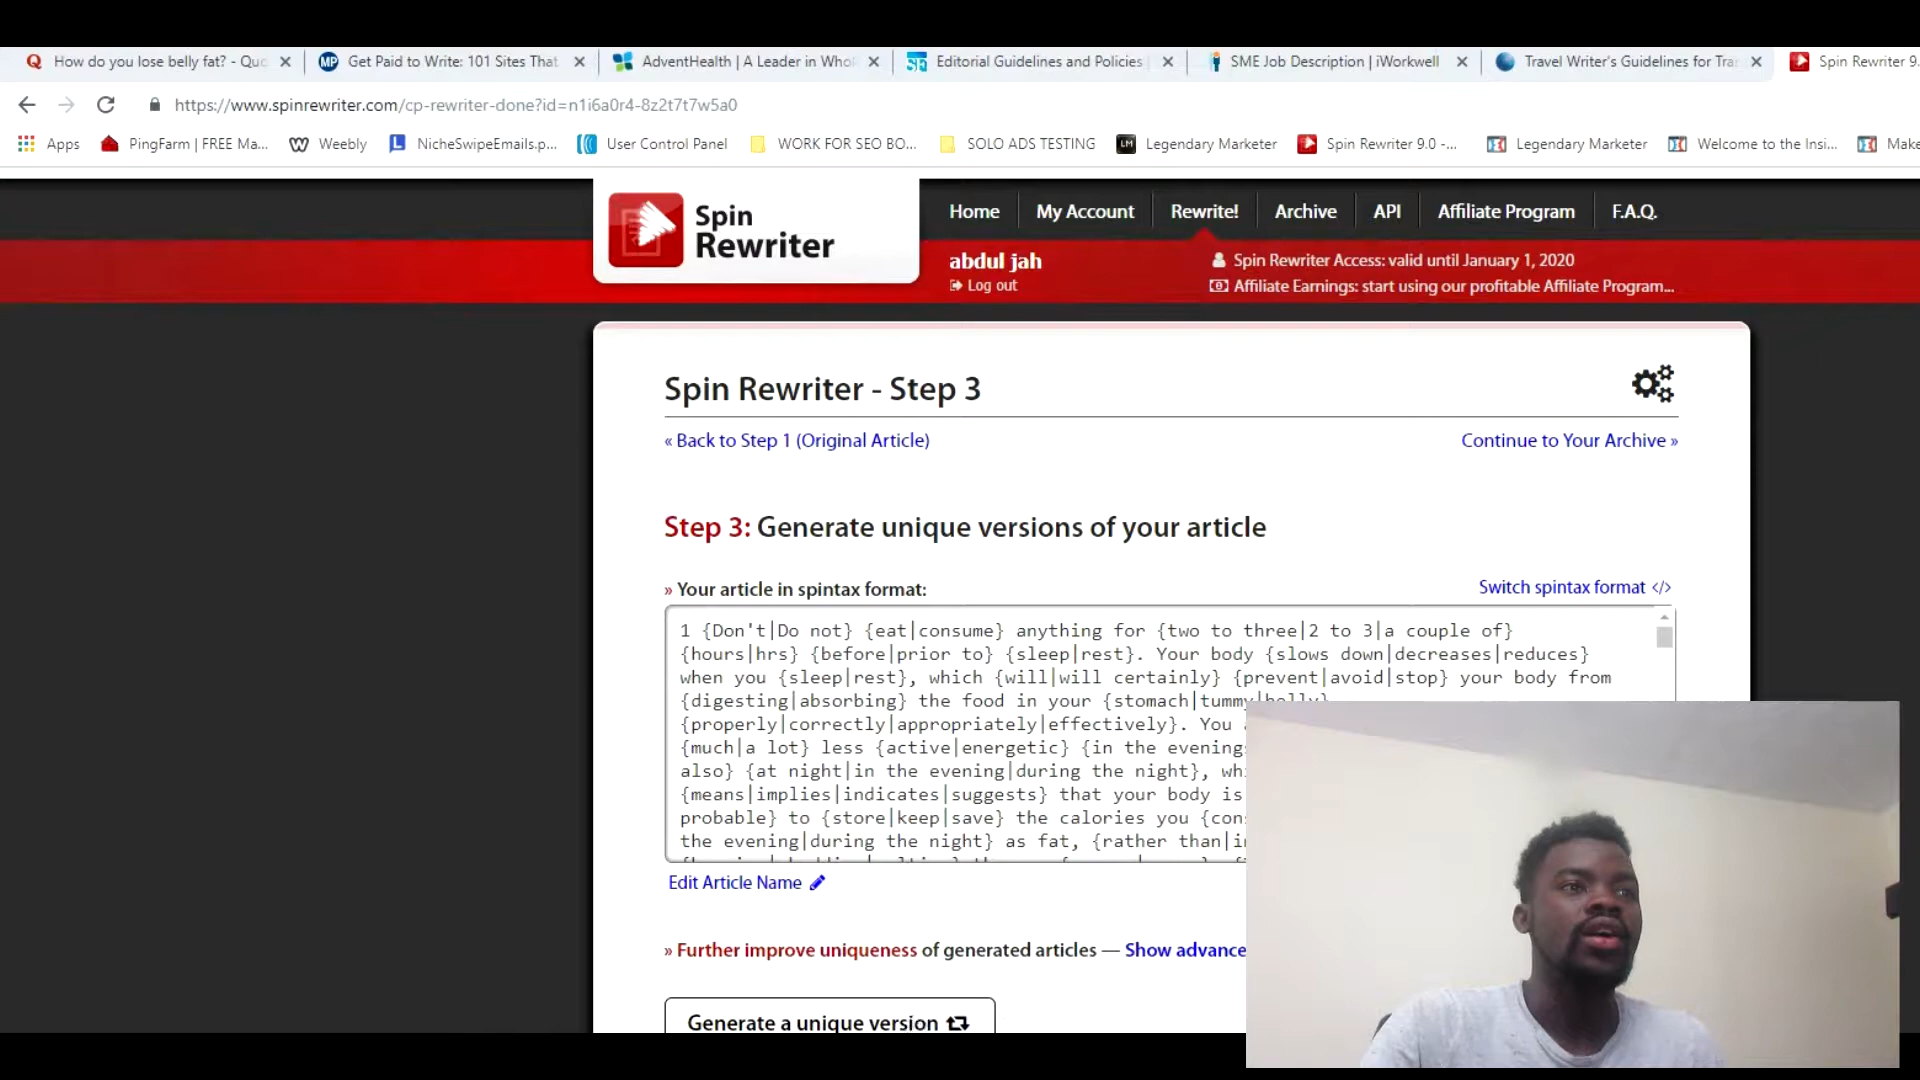 How do you lose belly fat? - Quo
Get Paid to Write: 101 Sites That
AdventHealth | A Leader in Who
Editorial Guidelines and Policies
SME Job Description | iWorkwell
Travel Writer's Guidelines for Tra
Spin Rewriter 9.
https://www.spinrewriter.com/cp-rewriter-done?id=n1i6a0r4-8z2t7t7w5a0
Apps
PingFarm | FREE Ma...
Weebly
NicheSwipeEmails.p...
User Control Panel
WORK FOR SEO BO...
SOLO ADS TESTING
Legendary Marketer
Spin Rewriter 9.0 -...
Legendary Marketer
Welcome to the Insi...
Make
Spin
Rewriter
Home
My Account
Rewrite!
Archive
API
Affiliate Program
F.A.Q.
abdul jah
Log out
Spin Rewriter Access: valid until January 1, 2020
Affiliate Earnings: start using our profitable Affiliate Program...
Spin Rewriter - Step 3
« Back to Step 1 (Original Article)
Continue to Your Archive »
Step 3: Generate unique versions of your article
» Your article in spintax format:
Switch spintax format </>
1 {Don't|Do not} {eat|consume} anything for {two to three|2 to 3|a couple of}
{hours|hrs} {before|prior to} {sleep|rest}. Your body {slows down|decreases|reduces}
when you {sleep|rest}, which {will|will certainly} {prevent|avoid|stop} your body from
{digesting|absorbing} the food in your {stomach|tummy|belly}
{properly|correctly|appropriately|effectively}. You
{much|a lot} less {active|energetic} {in the evening
also} {at night|in the evening|during the night}, wh
{means|implies|indicates|suggests} that your body is
probable} to {store|keep|save} the calories you {con
the evening|during the night} as fat, {rather than|i
Edit Article Name
» Further improve uniqueness of generated articles — Show advance
Generate a unique version